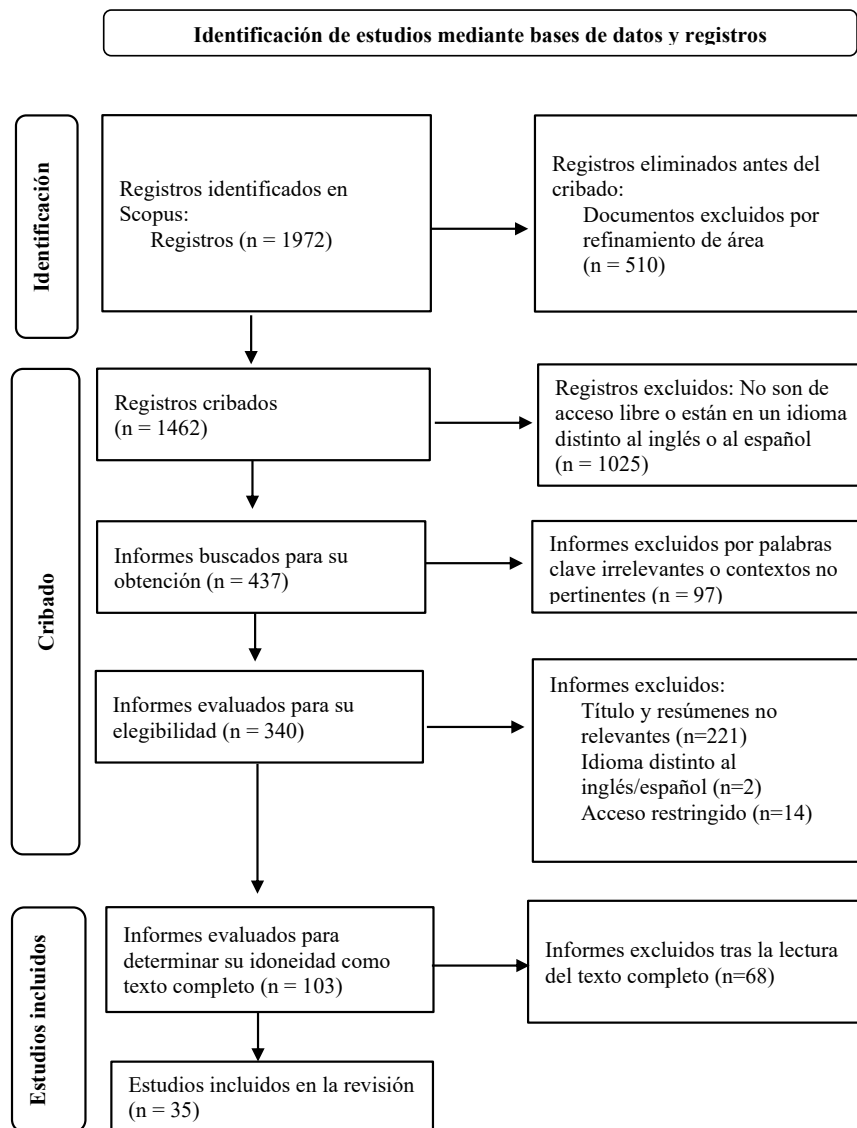 Identificación de estudios mediante bases de datos y registros
Identificación
Registros identificados en
Scopus:
Registros (n = 1972)
Registros eliminados antes del
cribado:
Documentos excluidos por
refinamiento de área
(n = 510)
Cribado
Registros cribados
(n = 1462)
Registros excluidos: No son de
acceso libre o están en un idioma
distinto al inglés o al español
(n = 1025)
Informes buscados para su
obtención (n = 437)
Informes excluidos por palabras
clave irrelevantes o contextos no
pertinentes (n = 97)
Informes evaluados para su
elegibilidad (n = 340)
Informes excluidos:
Título y resúmenes no
relevantes (n=221)
Idioma distinto al
inglés/español (n=2)
Acceso restringido (n=14)
Estudios incluidos
Informes evaluados para
determinar su idoneidad como
texto completo (n = 103)
Informes excluidos tras la lectura
del texto completo (n=68)
Estudios incluidos en la revisión
(n = 35)